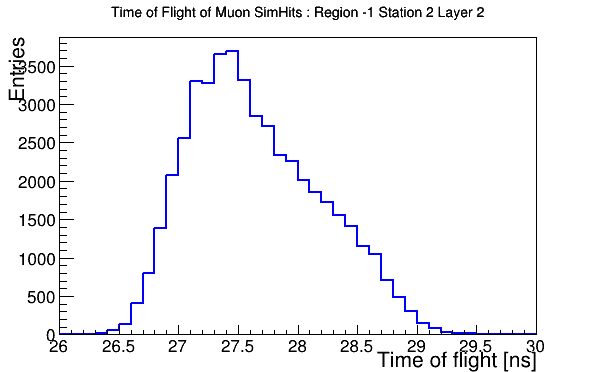 Time of Flight of Muon SimHits : Region -1 Station 2 Layer 2
Entries
3500
3000
2500
2000
1500
1000
500
0
26 26.5 27 27.5 28 28.5 29 29.5 30
Time of flight [ns]